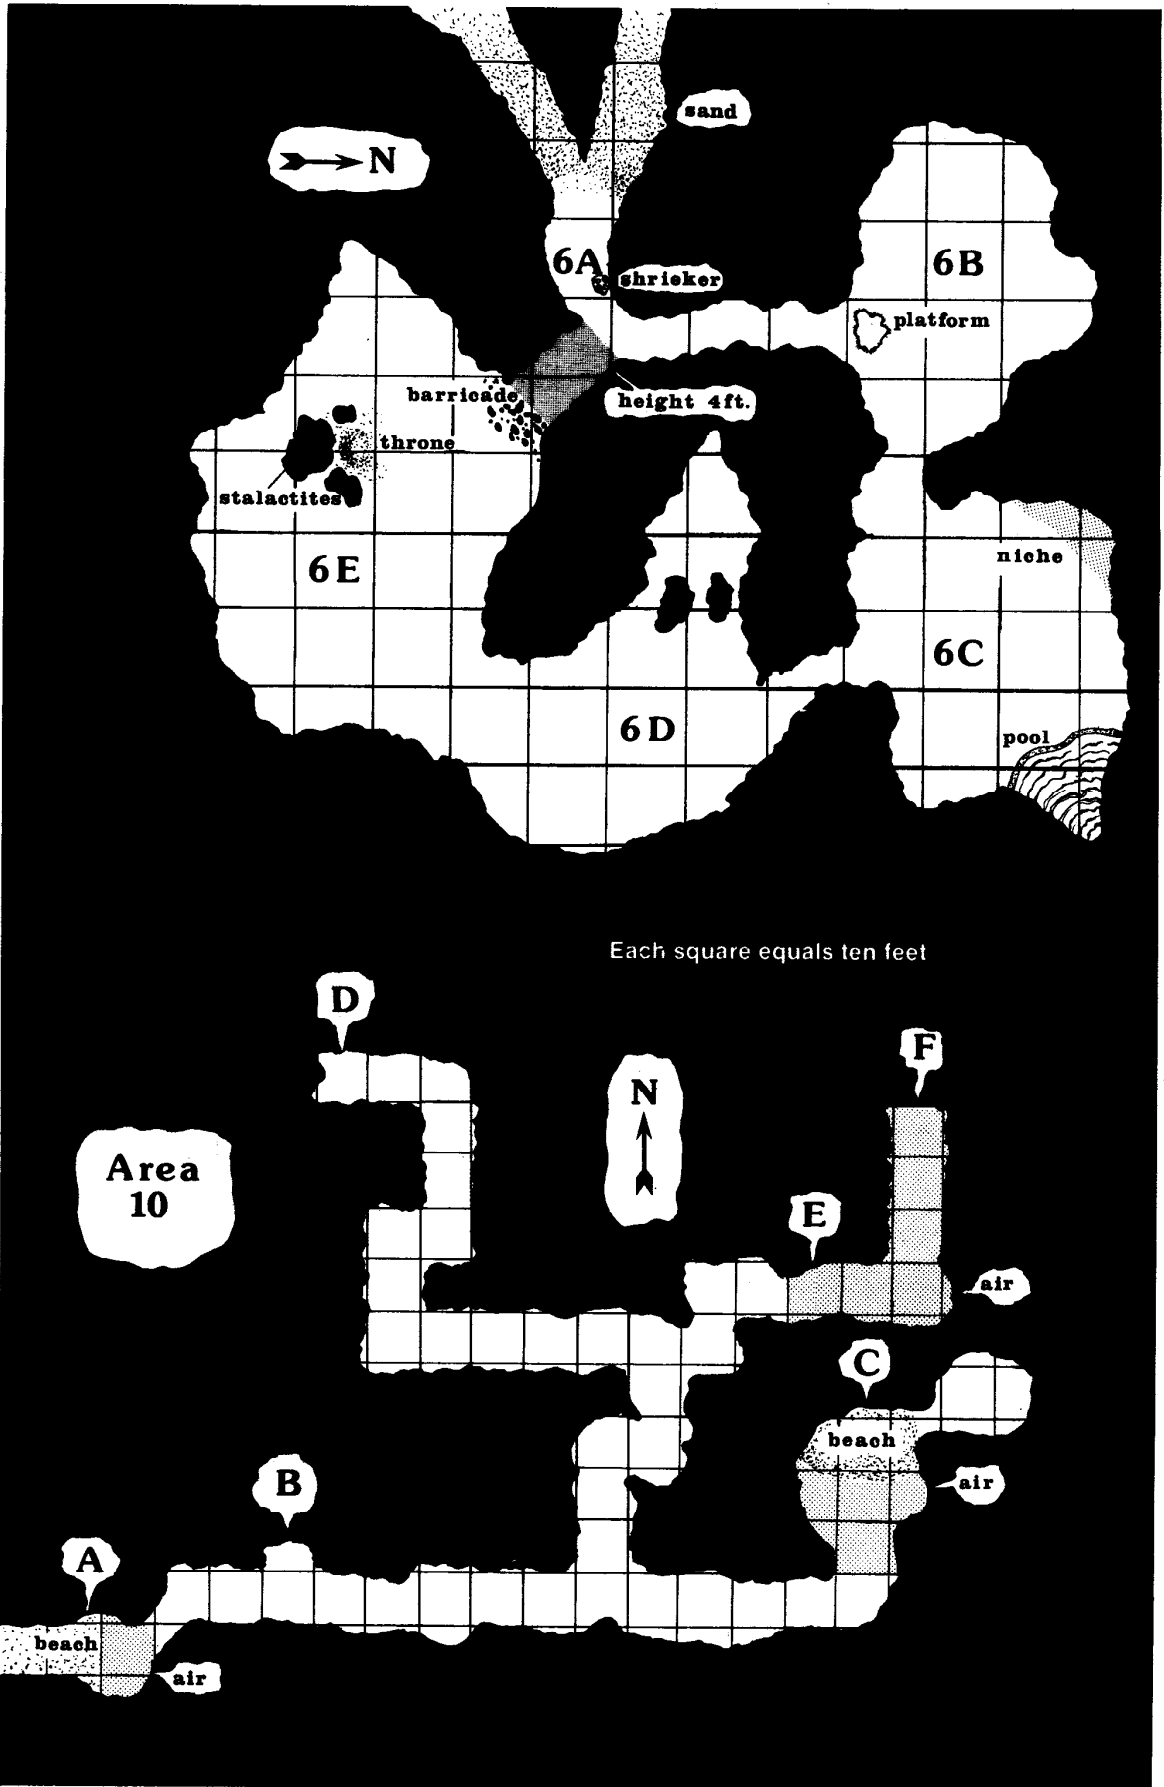 sand
N
6A
shrieker
6B
platform
barricade
height 4ft.
throne
stalactites
niche
6E
6C
6D
pool
Each square equals ten feet
D
F
N
Area
10
E
air
C
beach
B
air
A
beach
air